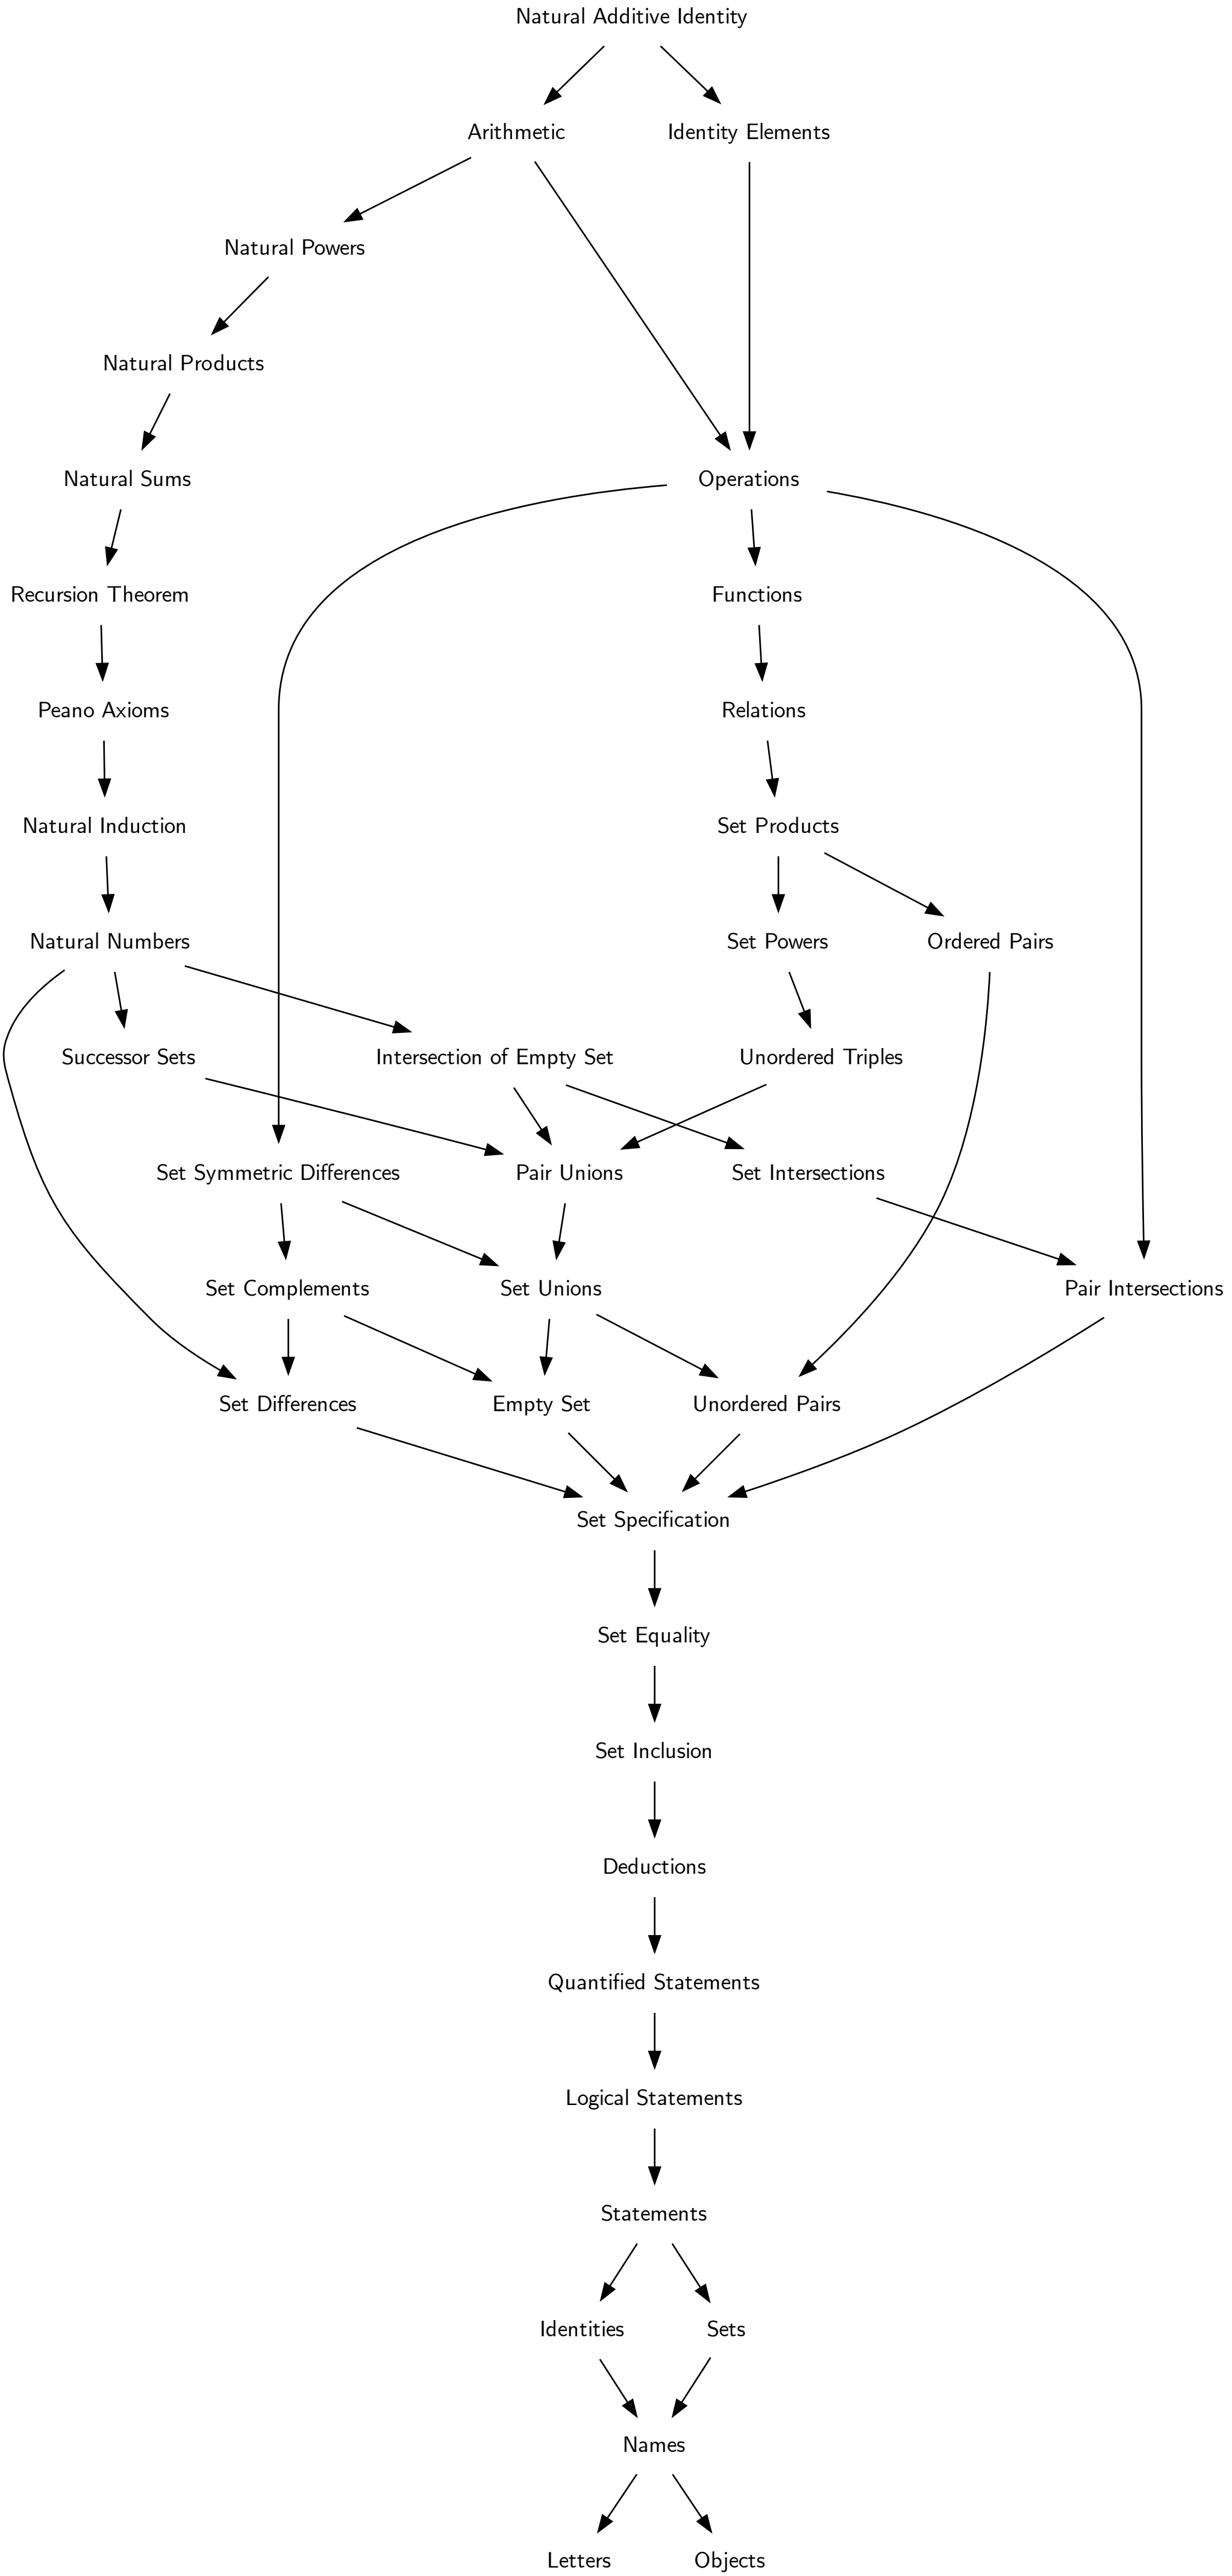 Natural Additive Identity
Arithmetic
Identity Elements
Natural Powers
Natural Products
Natural Sums
Operations
Recursion Theorem
Functions
Peano Axioms
Relations
Natural Induction
Set Products
Natural Numbers
Set Powers
Ordered Pairs
Successor Sets
Intersection of Empty Set
Unordered Triples
Set Symmetric Differences
Pair Unions
Set Intersections
Set Complements
Set Unions
Pair Intersections
Set Differences
Empty Set
Unordered Pairs
Set Specification
Set Equality
Set Inclusion
Deductions
Quantified Statements
Logical Statements
Statements
Identities
Sets
Names
Letters
Objects